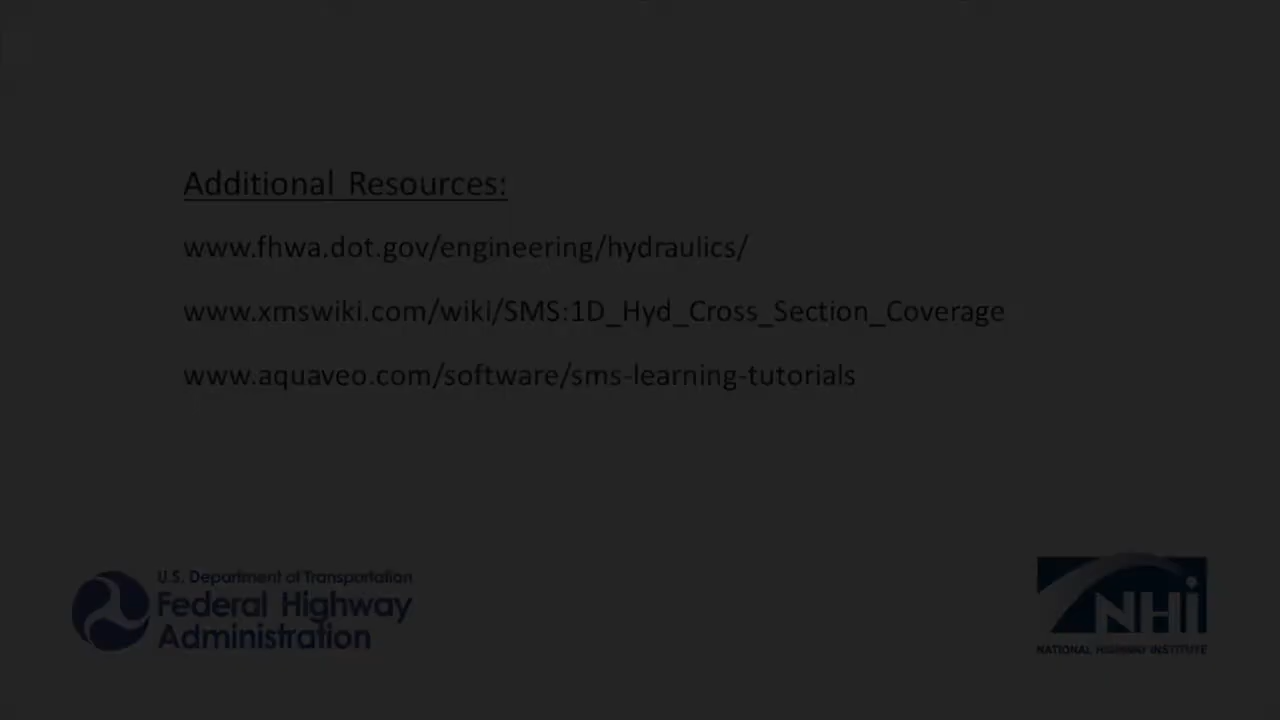 Additional Resources:
www.fhwa.dot.gov/engineering/hydraulics/
www.xmswiki.com/wiki/SMS:1D_Hyd_Cross_Section_Coverage
www.aquaveo.com/software/sms-learning-tutorials
U.S. Department of Transportation
Federal Highway
Administration
NHi
NATIONAL HIGHWAY INSTITUTE